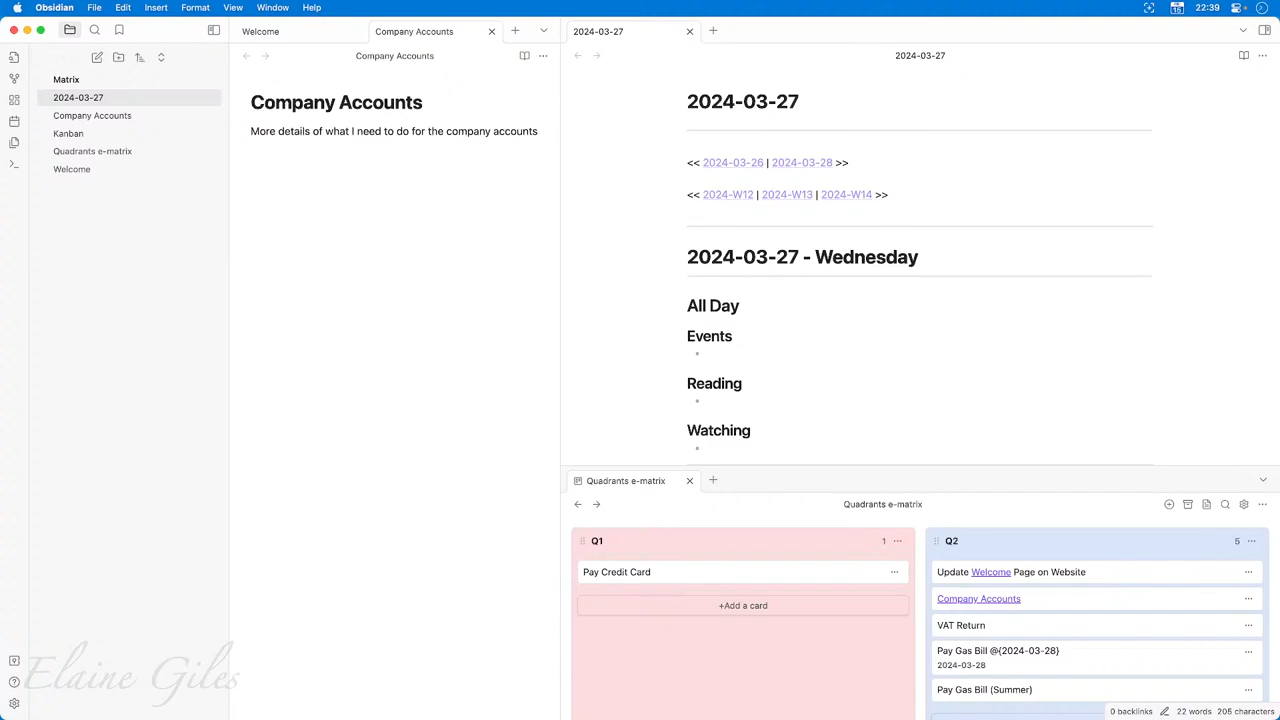 Obsidian File Edit Insert Format View Window Help 22:39
Matrix
2024-03-27
Company Accounts
Kanban
Quadrants e-matrix
Welcome
Elaine Giles
Welcome Company Accounts
Company Accounts
Company Accounts
More details of what I need to do for the company accounts
2024-03-27
2024-03-27
2024-03-27
<< 2024-03-26 | 2024-03-28 >>
<< 2024-W12 | 2024-W13 | 2024-W14 >>
2024-03-27 - Wednesday
All Day
Events
Reading
Watching
Quadrants e-matrix
Quadrants e-matrix
Q1 1
Pay Credit Card
+Add a card
Q2 5
Update Welcome Page on Website
Company Accounts
VAT Return
Pay Gas Bill @{2024-03-28}
2024-03-28
Pay Gas Bill (Summer)
0 backlinks 22 words 205 characters